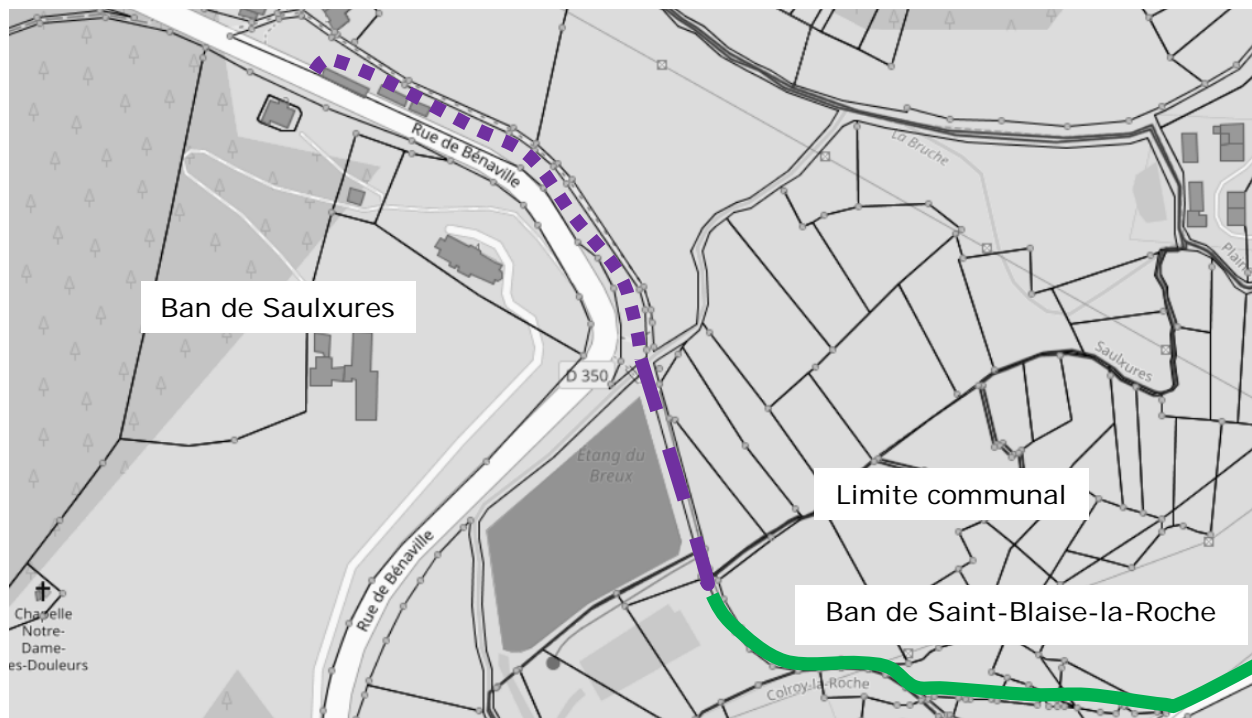 Rue de Bénaville
La Bruche
Plaine
Ban de Saulxures
Saulxures
D 350
Etang du
Breux
Limite communal
Rue de Bénaville
Ban de Saint-Blaise-la-Roche
Chapelle
Notre-
Dame-
es-Douleurs
Colroy-la-Roche